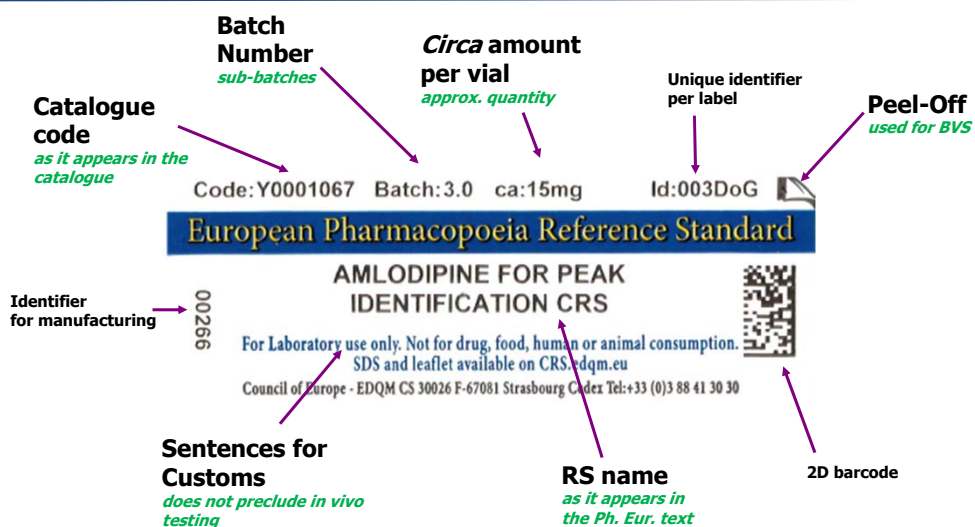 Batch
Number
sub-batches
Circa amount
per vial
approx. quantity
Unique identifier
per label
Peel-Off
used for BVS
Catalogue
code
as it appears in the
catalogue
Code:Y0001067 Batch:3.0 ca:15mg Id:003DoG
European Pharmacopoeia Reference Standard
AMLODIPINE FOR PEAK
IDENTIFICATION CRS
Identifier
for manufacturing
00266
For Laboratory use only. Not for drug, food, human or animal consumption.
SDS and leaflet available on CRS.edqm.eu
Council of Europe - EDQM CS 30026 F-67081 Strasbourg Cedex Tel:+33 (0)3 88 41 30 30
Sentences for
Customs
does not preclude in vivo
testing
RS name
as it appears in
the Ph. Eur. text
2D barcode